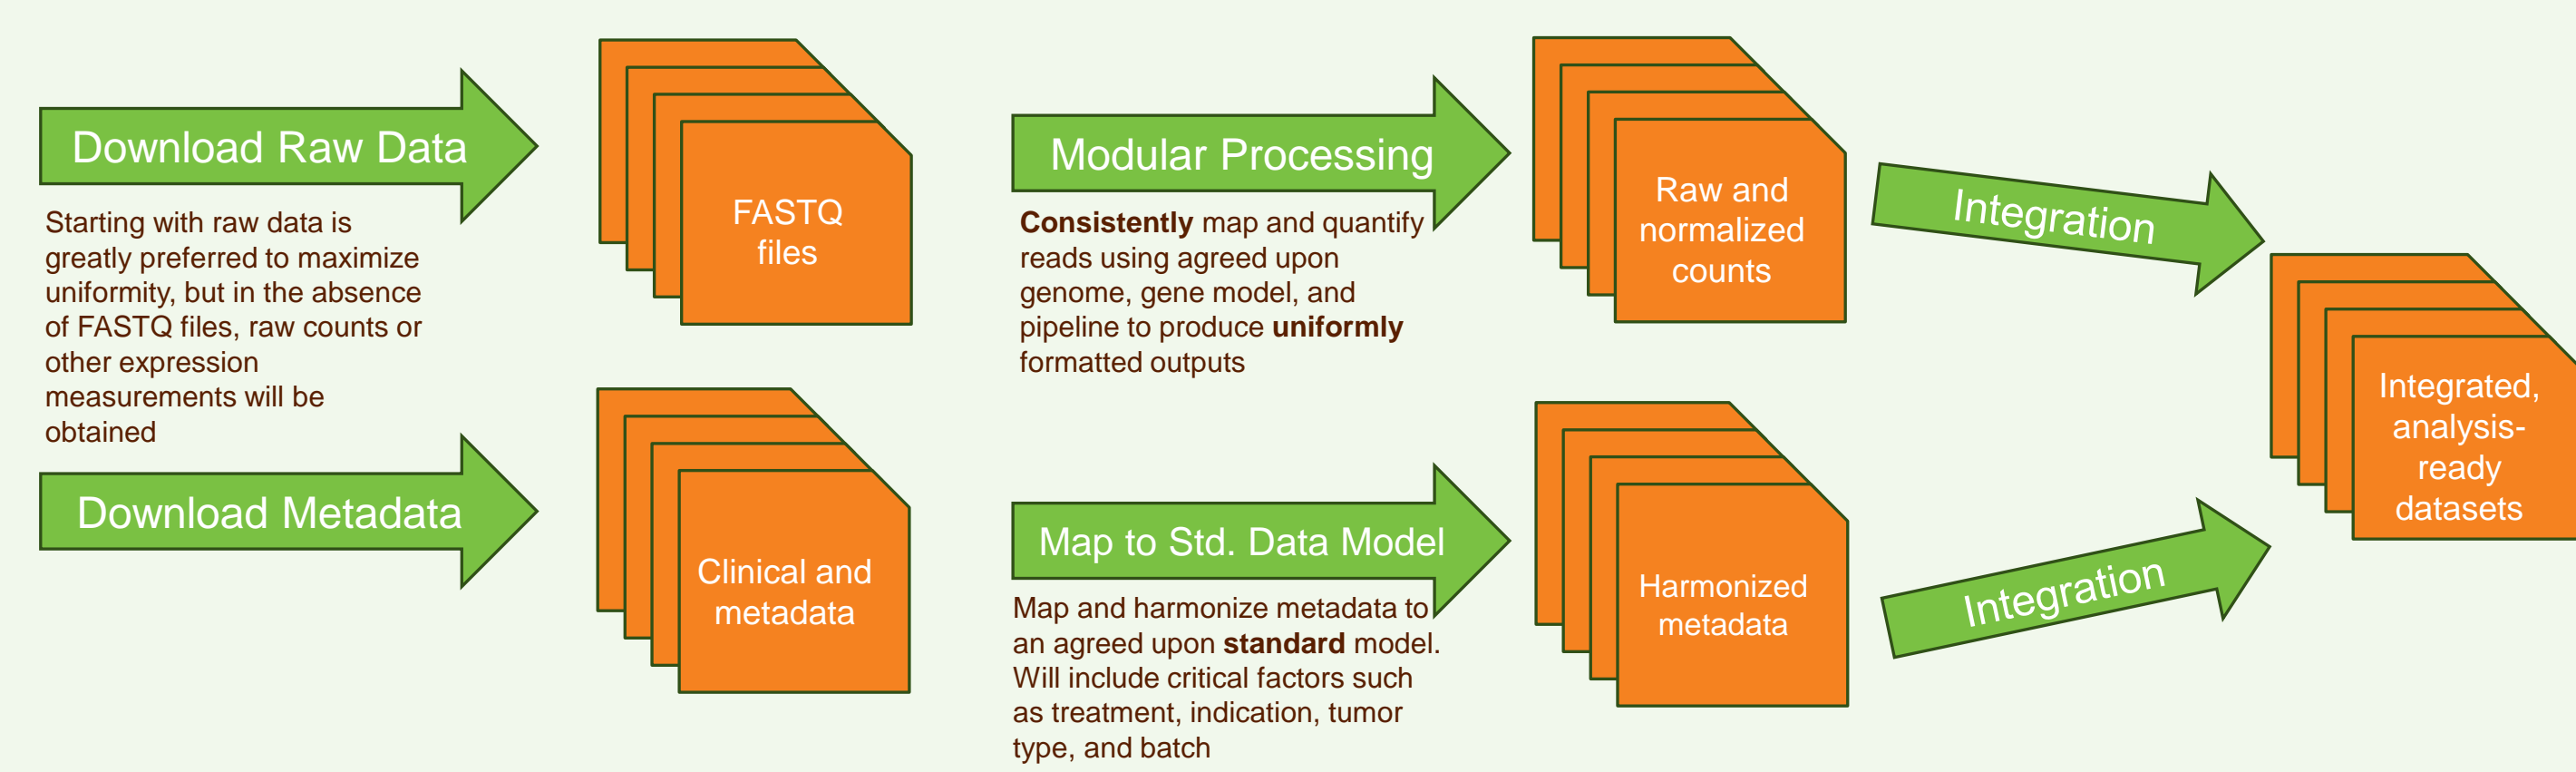 Download Raw Data
Starting with raw data is
greatly preferred to maximize
uniformity, but in the absence
of FASTQ files, raw counts or
other expression
measurements will be
obtained
FASTQ
files
Modular Processing
Consistently map and quantify
reads using agreed upon
genome, gene model, and
pipeline to produce uniformly
formatted outputs
Raw and
normalized
counts
Integration
Download Metadata
Clinical and
metadata
Map to Std. Data Model
Map and harmonize metadata to
an agreed upon standard model.
Will include critical factors such
as treatment, indication, tumor
type, and batch
Harmonized
metadata
Integration
Integrated,
analysis-
ready
datasets